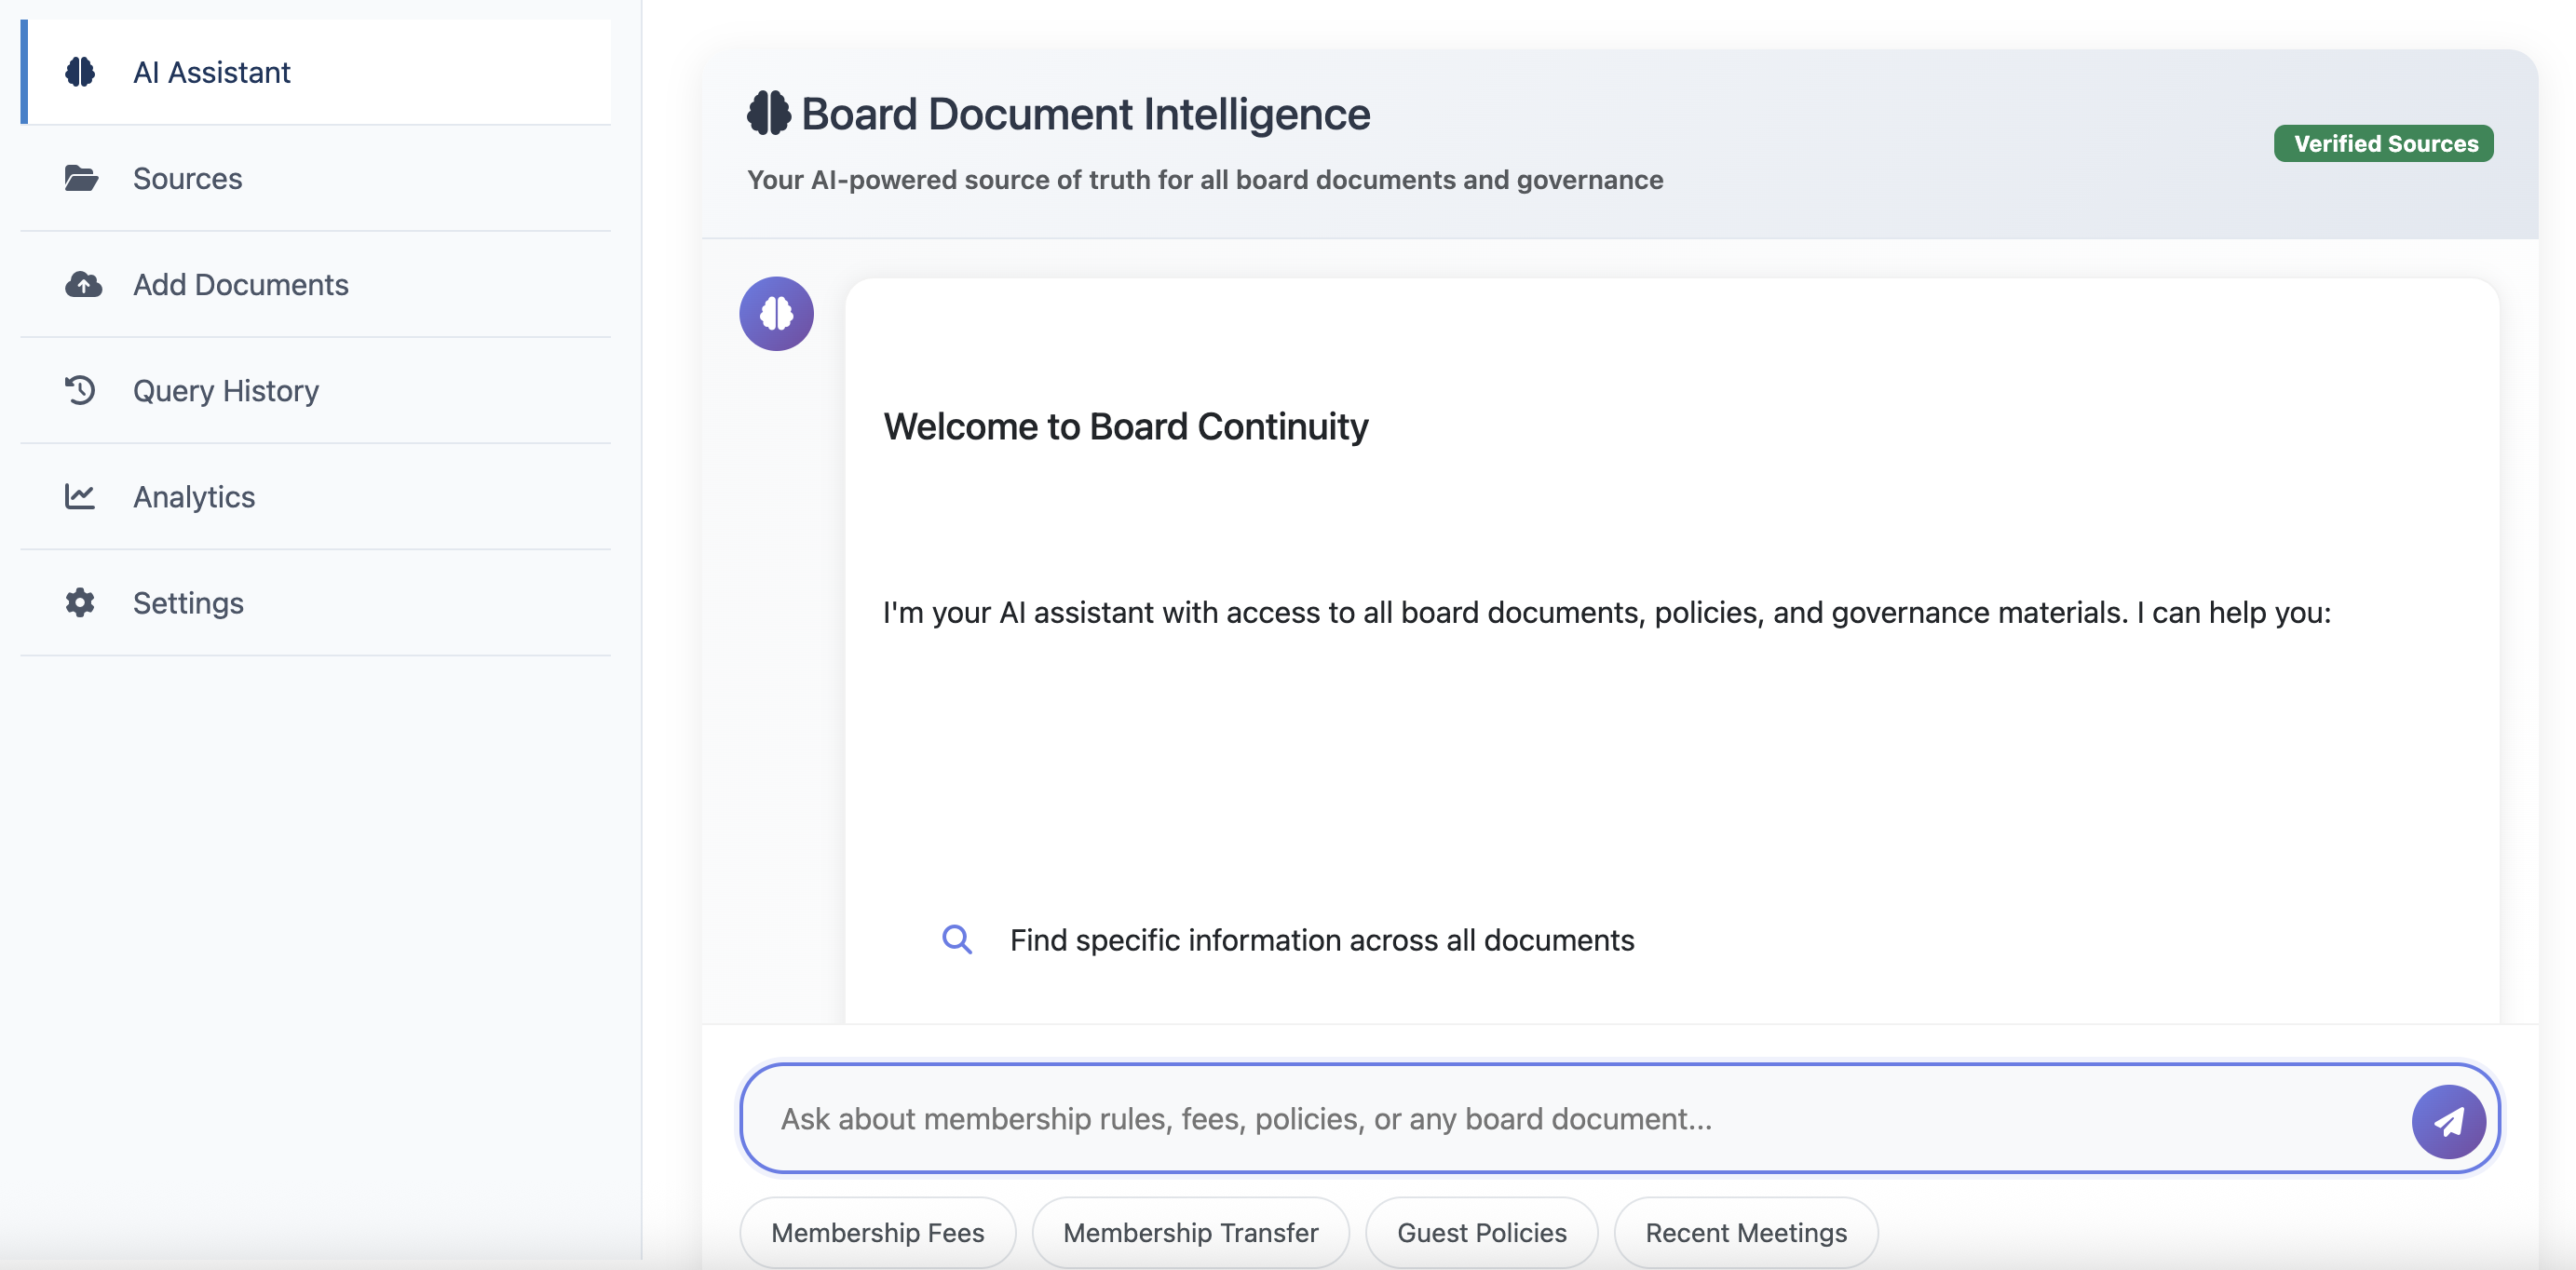 AI Assistant
Sources
Add Documents
Query History
Analytics
Settings
Board Document Intelligence
Your AI-powered source of truth for all board documents and governance
Verified Sources
Welcome to Board Continuity
I'm your AI assistant with access to all board documents, policies, and governance materials. I can help you:
Find specific information across all documents
Ask about membership rules, fees, policies, or any board document...
Membership Fees
Membership Transfer
Guest Policies
Recent Meetings